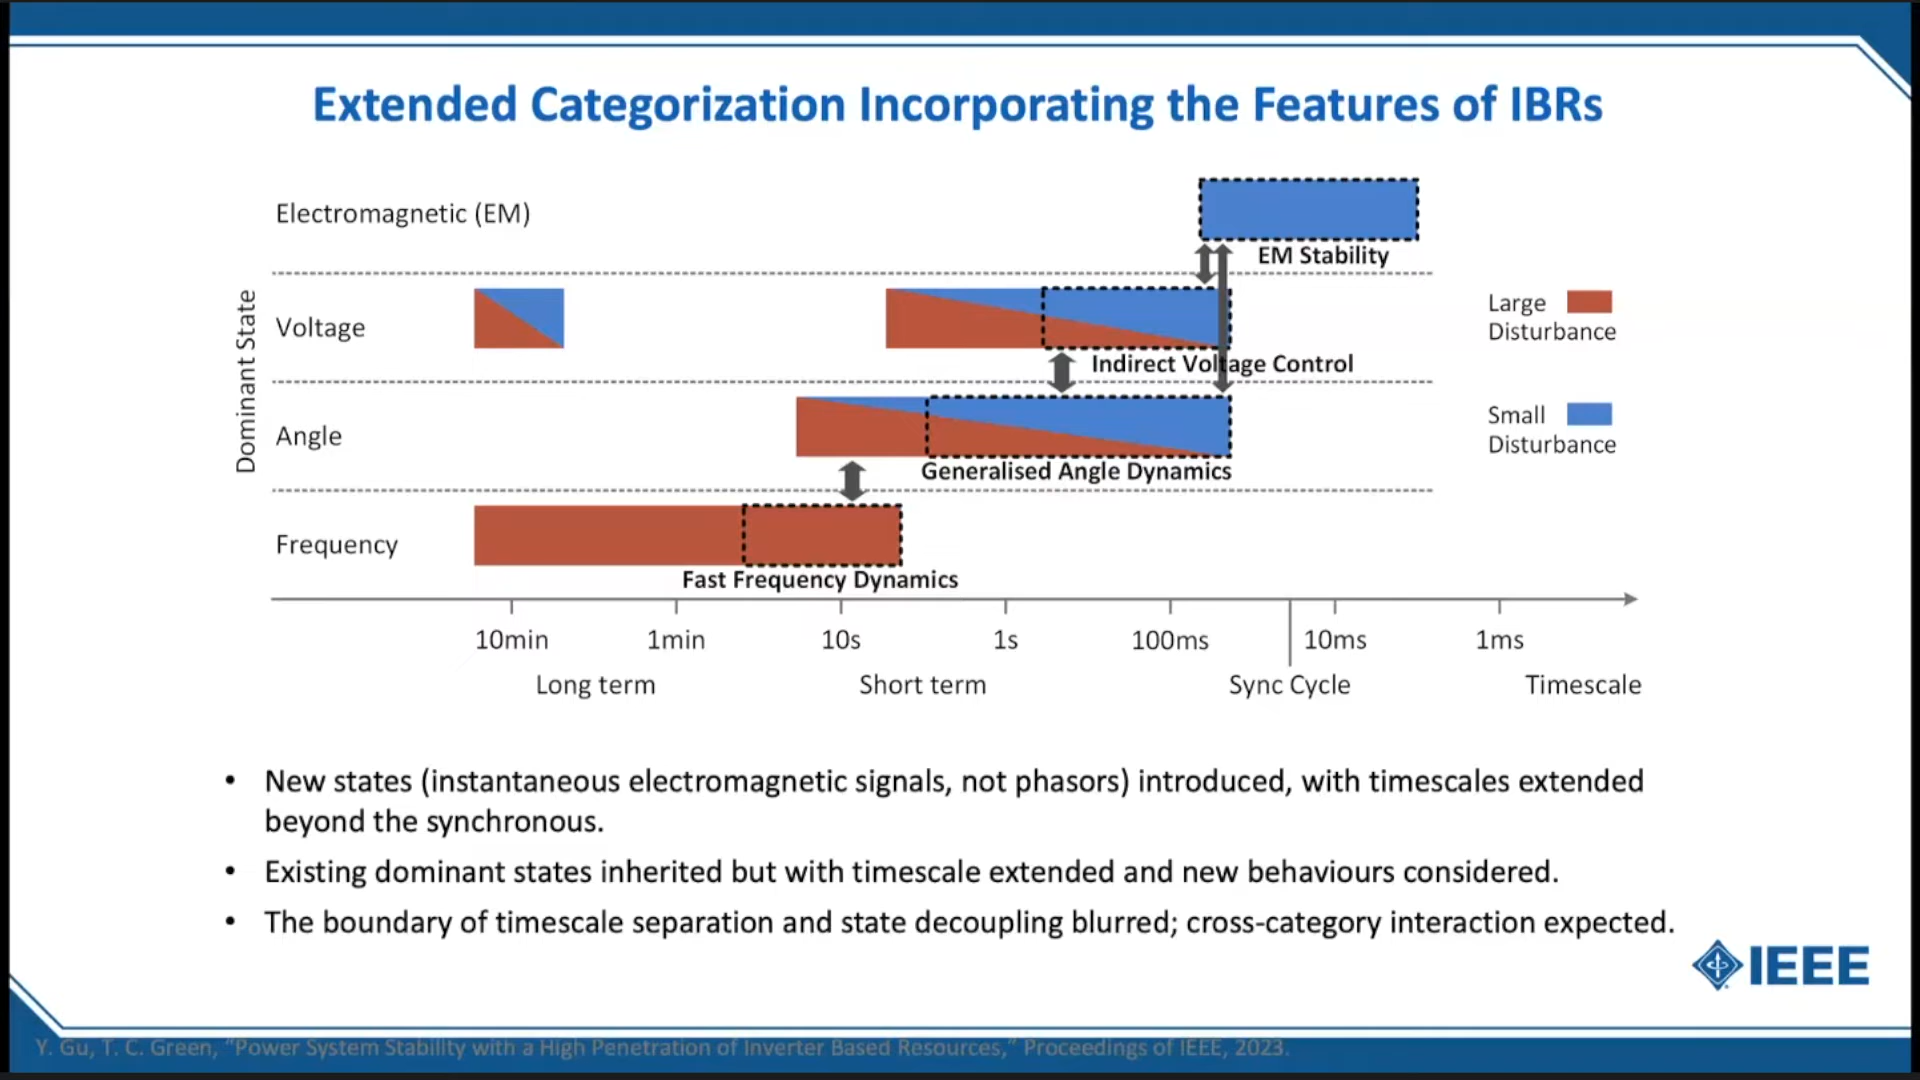 Extended Categorization Incorporating the Features of IBRs
Electromagnetic (EM)
EM Stability
Dominant State
Voltage
Large
Disturbance
Indirect Voltage Control
Angle
Small
Disturbance
Generalised Angle Dynamics
Frequency
Fast Frequency Dynamics
10min 1min 10s 1s 100ms 10ms 1ms
Long term Short term Sync Cycle Timescale
• New states (instantaneous electromagnetic signals, not phasors) introduced, with timescales extended
beyond the synchronous.
• Existing dominant states inherited but with timescale extended and new behaviours considered.
• The boundary of timescale separation and state decoupling blurred; cross-category interaction expected.
IEEE
Y. Gu, T. C. Green, "Power System Stability with a High Penetration of Inverter Based Resources," Proceedings of IEEE, 2023.